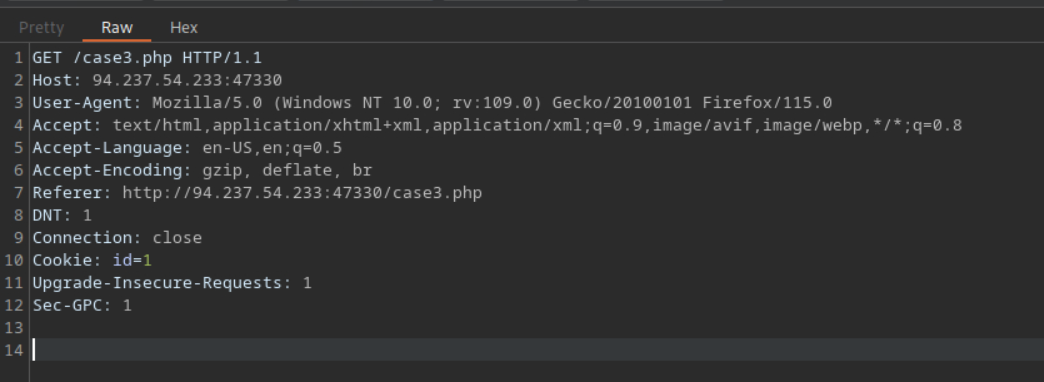 Pretty Raw Hex
1 GET /case3.php HTTP/1.1
2 Host: 94.237.54.233:47330
3 User-Agent: Mozilla/5.0 (Windows NT 10.0; rv:109.0) Gecko/20100101 Firefox/115.0
4 Accept: text/html,application/xhtml+xml,application/xml;q=0.9,image/avif,image/webp,*/*;q=0.8
5 Accept-Language: en-US,en;q=0.5
6 Accept-Encoding: gzip, deflate, br
7 Referer: http://94.237.54.233:47330/case3.php
8 DNT: 1
9 Connection: close
10 Cookie: id=1
11 Upgrade-Insecure-Requests: 1
12 Sec-GPC: 1
13
14